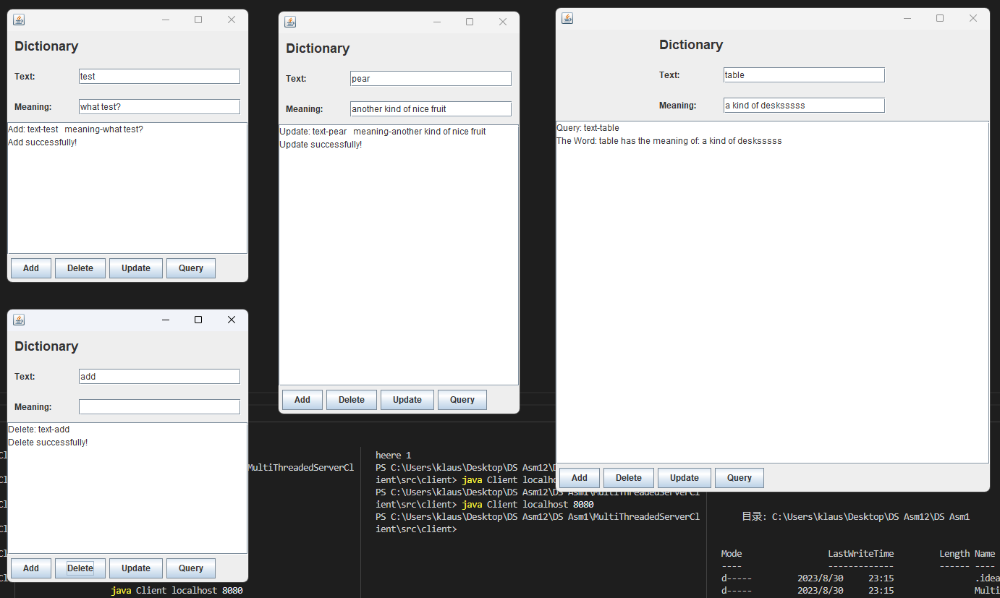 Dictionary
Text: test
Meaning: what test?
Add: text-test   meaning-what test?
Add successfully!
Add Delete Update Query
Dictionary
Text: pear
Meaning: another kind of nice fruit
Update: text-pear   meaning-another kind of nice fruit
Update successfully!
Add Delete Update Query
Dictionary
Text: table
Meaning: a kind of desksssss
Query: text-table
The Word: table has the meaning of: a kind of desksssss
Add Delete Update Query
Dictionary
Text: add
Meaning:
Delete: text-add
Delete successfully!
Add Delete Update Query
MultiThreadedServerCl
java Client localhost 8080
heere 1
PS C:\Users\klaus\Desktop\DS Asm12\D
ient\src\client> java Client localho
PS C:\Users\klaus\Desktop\DS Asm12\DS Asm1\MultiThreadedServerCl
ient\src\client> java Client localhost 8080
PS C:\Users\klaus\Desktop\DS Asm12\DS Asm1\MultiThreadedServerCl
ient\src\client>
目录: C:\Users\klaus\Desktop\DS Asm12\DS Asm1
Mode LastWriteTime Length Name
---- ------------- ------ ----
d----- 2023/8/30 23:15 .idea
d----- 2023/8/30 23:15 Multi